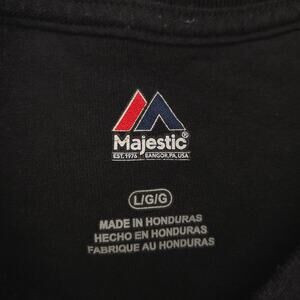 Majestic®
EST. 1976 BANGOR, PA, USA
L/G/G
MADE IN HONDURAS
HECHO EN HONDURAS
FABRIQUE AU HONDURAS